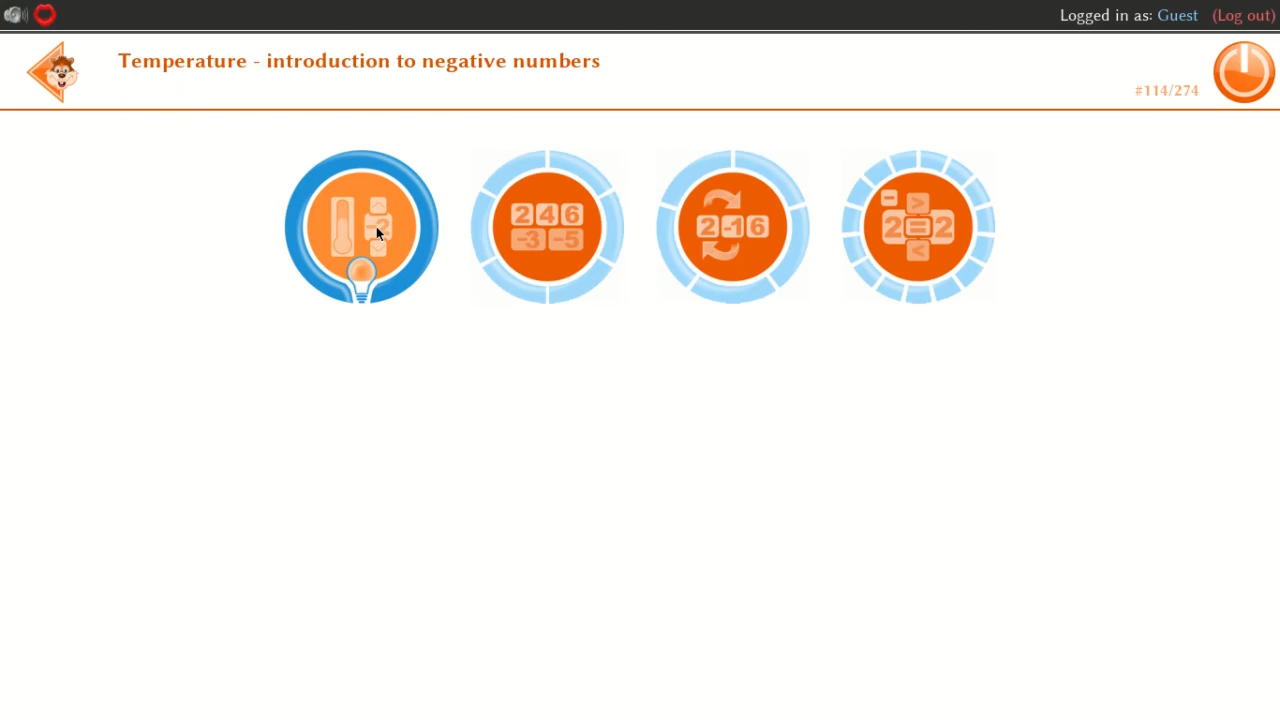 Logged in as: Guest (Log out)
Temperature - introduction to negative numbers
#114/274
-2
2 4 6
-3 -5
2 -1 6
- >
2 = 2
<